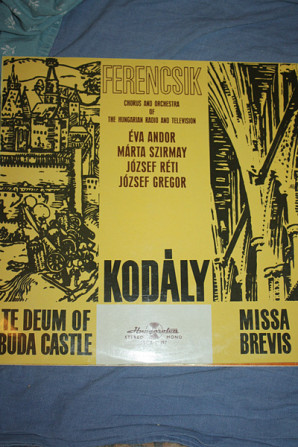 FERENCSIK
CHORUS AND ORCHESTRA
OF
THE HUNGARIAN RADIO AND TELEVISION
ÉVA ANDOR
MÁRTA SZIRMAY
JÓZSEF RÉTI
JÓZSEF GREGOR
KODÁLY
TE DEUM OF
BUDA CASTLE
Hungaroton
STEREO MONO
MISSA
BREVIS